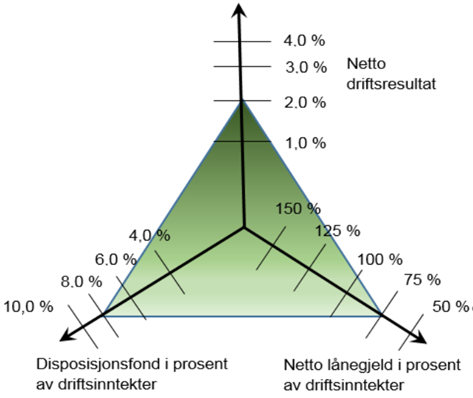 4.0 %
3.0 %
Netto
driftsresultat
2.0 %
1,0 %
150 %
125 %
100 %
75 %
50 %
4.0 %
6.0 %
8.0 %
10,0 %
Disposisjonsfond i prosent
av driftsinntekter
Netto lånegjeld i prosent
av driftsinntekter